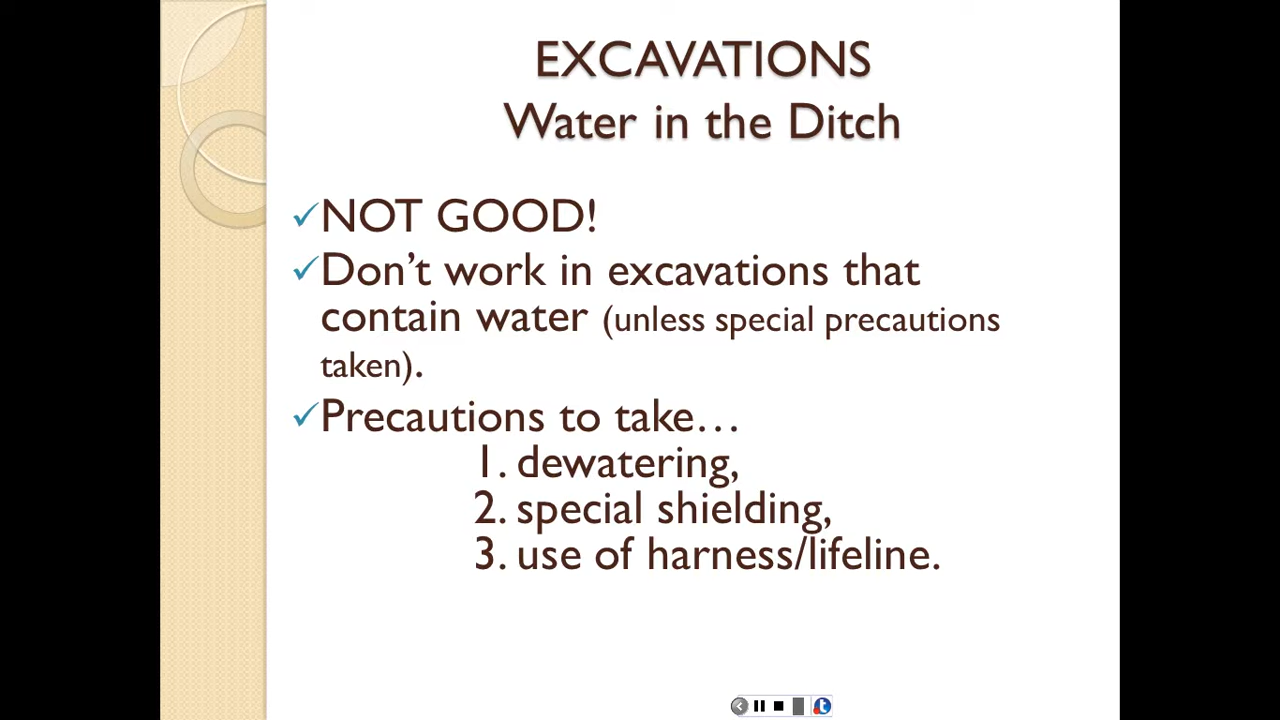 EXCAVATIONS
Water in the Ditch
✓NOT GOOD!
✓Don't work in excavations that
contain water (unless special precautions
taken).
✓Precautions to take…
1. dewatering,
2. special shielding,
3. use of harness/lifeline.